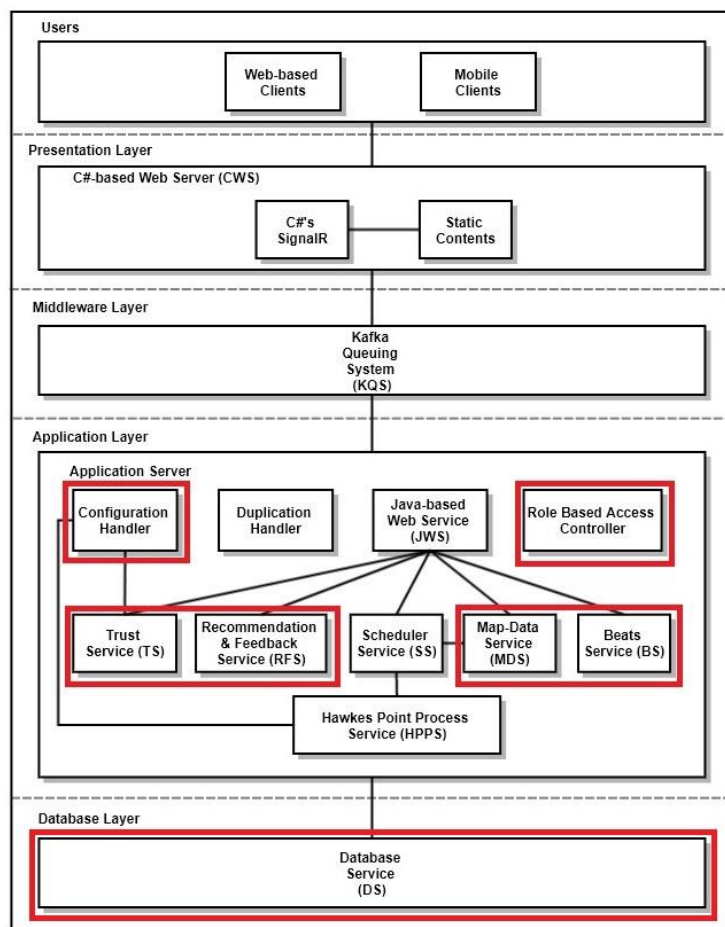 Users
Web-based
Clients
Mobile
Clients
Presentation Layer
C#-based Web Server (CWS)
C#'s
SignalR
Static
Contents
Middleware Layer
Kafka
Queuing
System
(KQS)
Application Layer
Application Server
Configuration
Handler
Duplication
Handler
Java-based
Web Service
(JWS)
Role Based Access
Controller
Trust
Service (TS)
Recommendation
& Feedback
Service (RFS)
Scheduler
Service (SS)
Map-Data
Service
(MDS)
Beats
Service (BS)
Hawkes Point Process
Service (HPPS)
Database Layer
Database
Service
(DS)